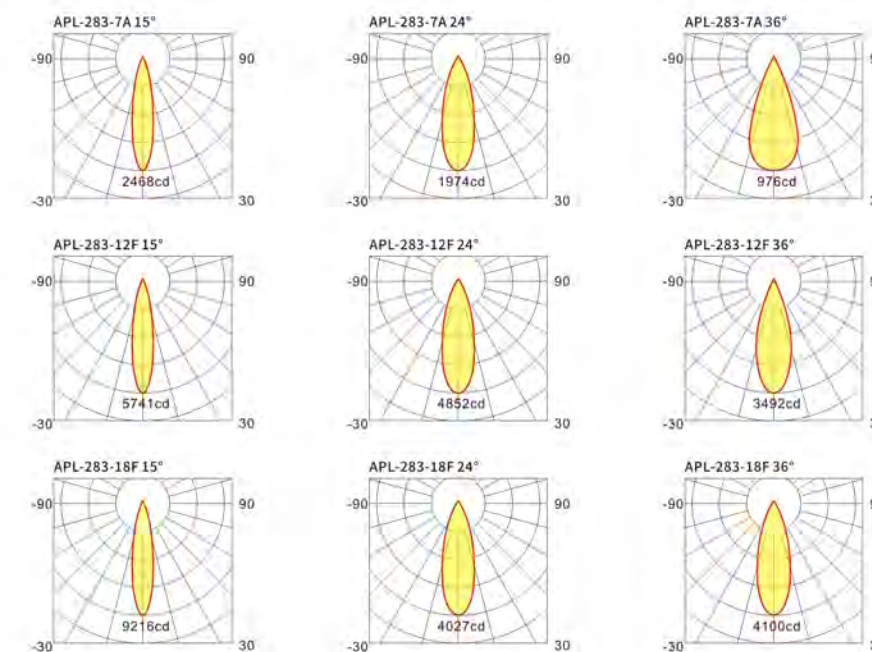 APL-283-7A 15° APL-283-7A 24° APL-283-7A 36°
-90 90 -90 90 -90
2468cd 1974cd 976cd
-30 30 -30 30 -30
APL-283-12F 15° APL-283-12F 24° APL-283-12F 36°
-90 90 -90 90 -90
5741cd 4852cd 3492cd
-30 30 -30 30 -30
APL-283-18F 15° APL-283-18F 24° APL-283-18F 36°
-90 90 -90 90 -90
9216cd 4027cd 4100cd
-30 30 -30 30 -30